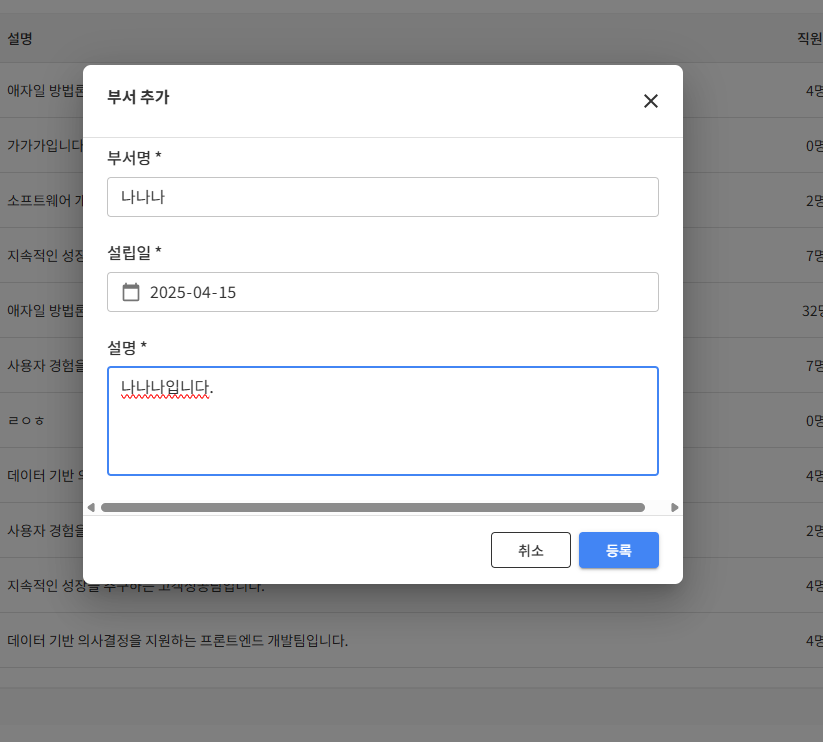 설명 직원
부서 추가
애자일 방법론 4명
부서명 *
가가가입니다 0명
나나나
소프트웨어 2명
설립일 *
지속적인 성장 7명
2025-04-15
애자일 방법론 32명
설명 *
사용자 경험을 7명
나나나입니다.
ㄹㅇㅎ 0명
데이터 기반 4명
사용자 경험을 2명
취소 등록
지속적인 성장을 추구하는 고객성공팀입니다. 4명
데이터 기반 의사결정을 지원하는 프론트엔드 개발팀입니다. 4명